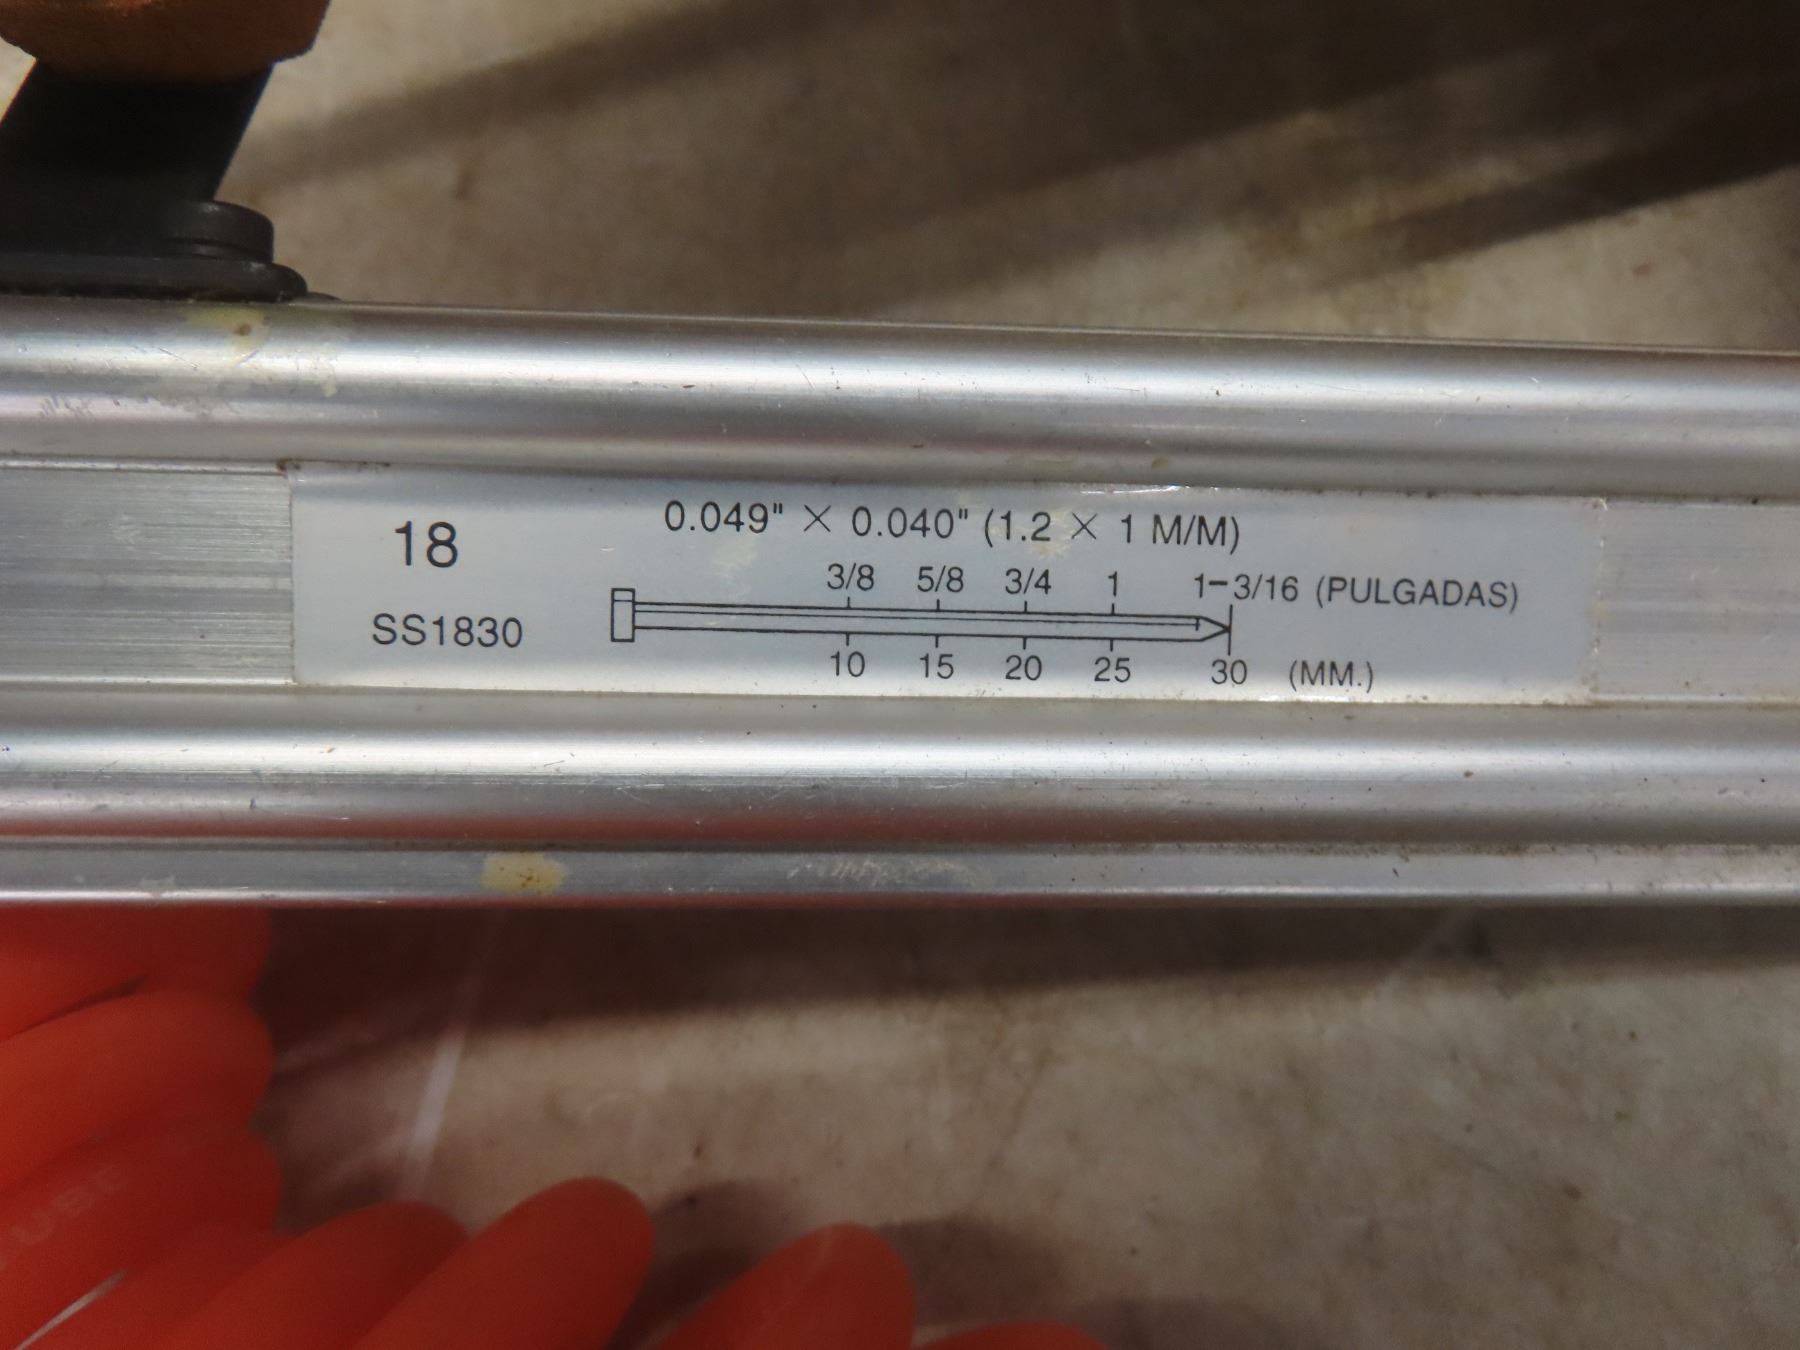 18
0.049" × 0.040" (1.2 × 1 M/M)
3/8 5/8 3/4 1 1-3/16 (PULGADAS)
SS1830
10 15 20 25 30 (MM.)
TUBE